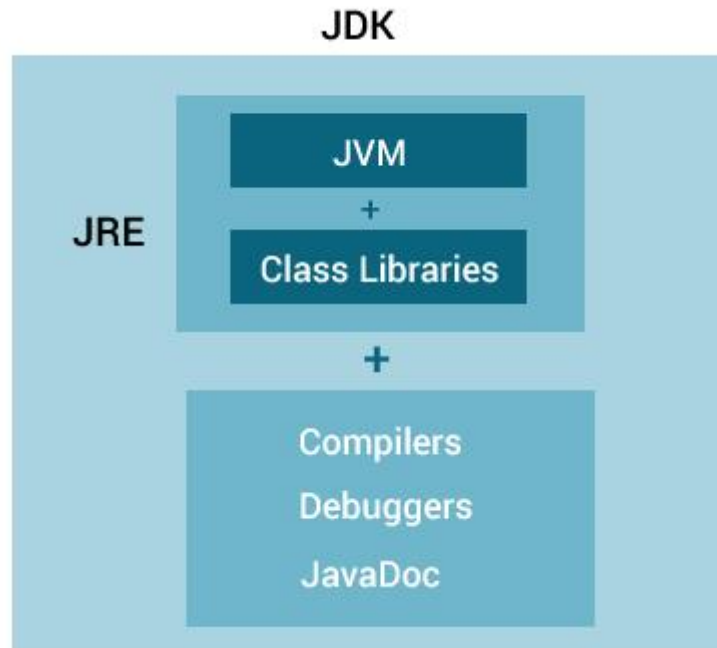 JDK
JVM
+
JRE
Class Libraries
+
Compilers
Debuggers
JavaDoc